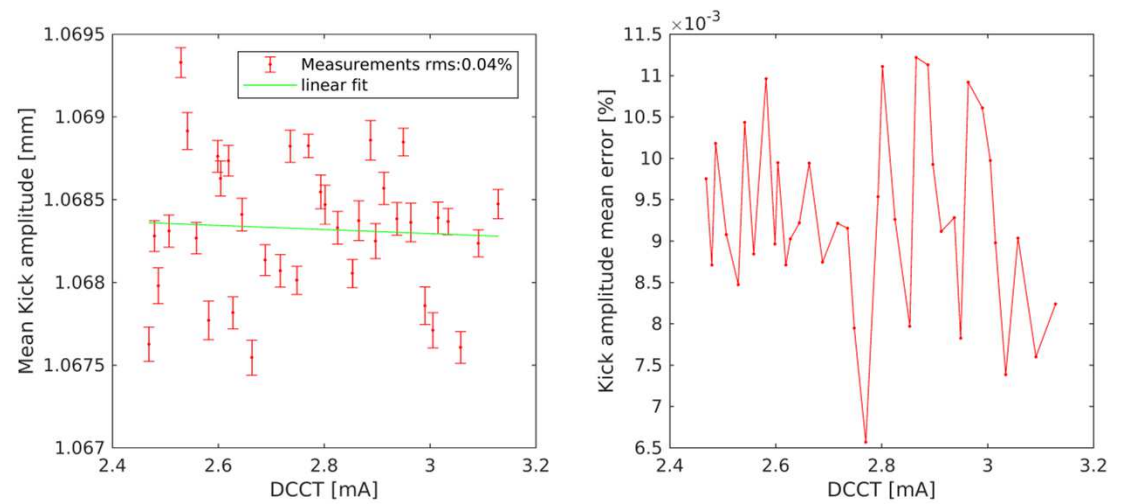 1.0695
1.069
1.0685
1.068
1.0675
1.067
Mean Kick amplitude [mm]
Measurements rms:0.04%
linear fit
2.4 2.6 2.8 3 3.2
DCCT [mA]
×10-3
11.5
11
10.5
10
9.5
9
8.5
8
7.5
7
6.5
Kick amplitude mean error [%]
2.4 2.6 2.8 3 3.2
DCCT [mA]